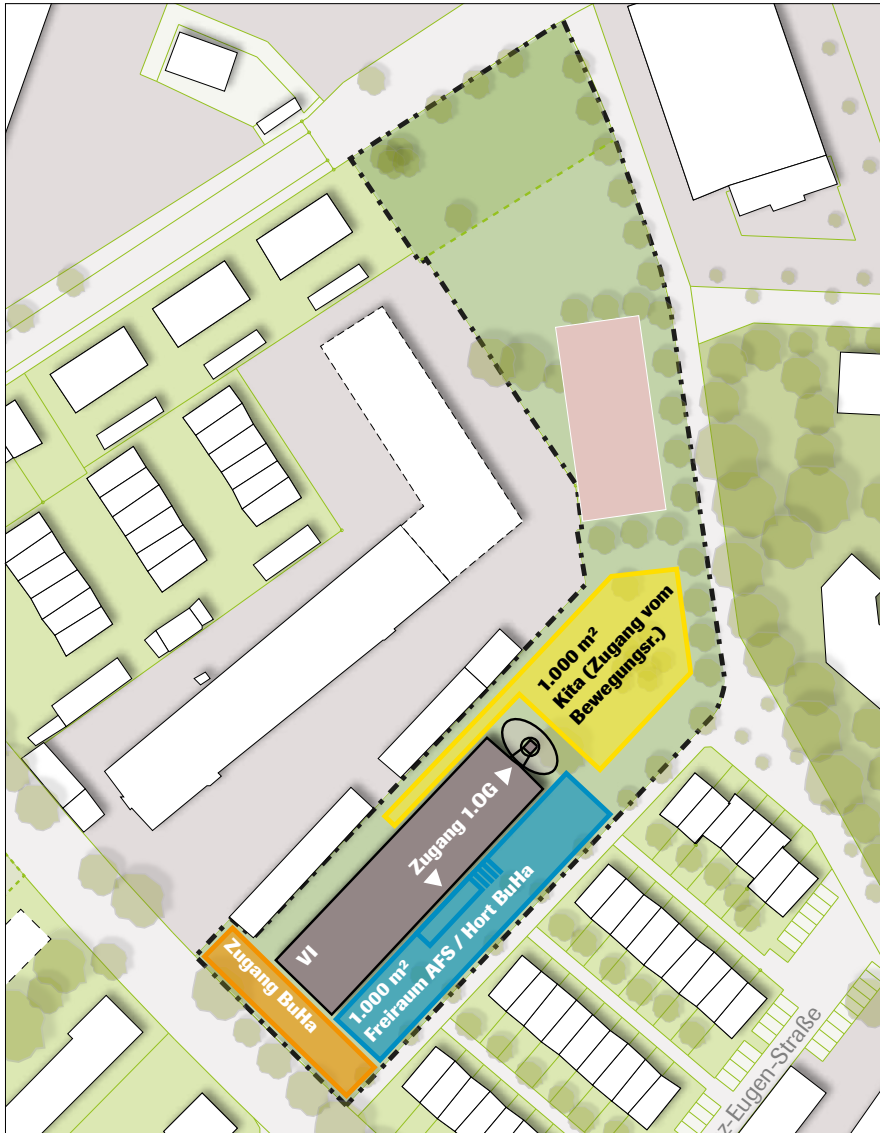 1.000 m²
Kita (Zugang vom
Bewegungsr.)
Zugang 1.OG
VI
1.000 m²
Freiraum AFS / Hort BuHa
Zugang BuHa
z-Eugen-Straße